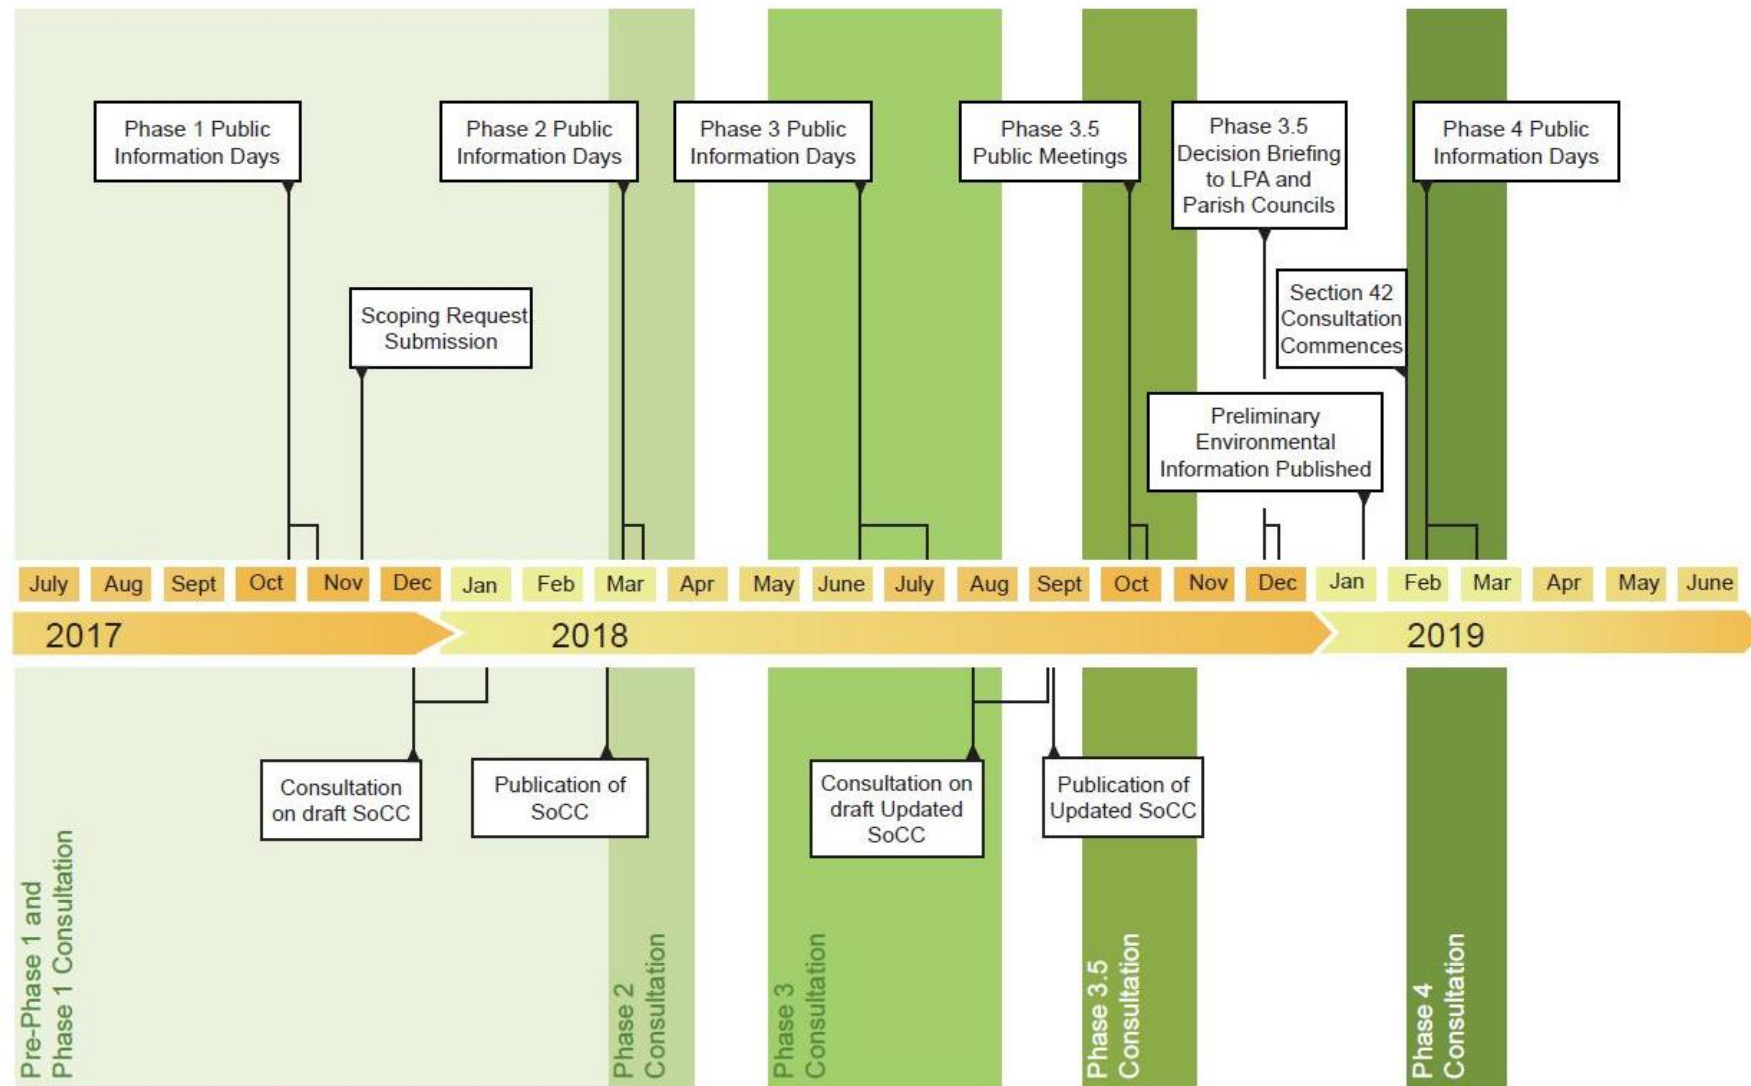 Phase 1 Public
Information Days
Phase 2 Public
Information Days
Phase 3 Public
Information Days
Phase 3.5
Public Meetings
Phase 3.5
Decision Briefing
to LPA and
Parish Councils
Phase 4 Public
Information Days
Scoping Request
Submission
Section 42
Consultation
Commences
Preliminary
Environmental
Information Published
July Aug Sept Oct Nov Dec Jan Feb Mar Apr May June July Aug Sept Oct Nov Dec Jan Feb Mar Apr May June
2017 2018 2019
Consultation
on draft SoCC
Publication of
SoCC
Consultation on
draft Updated
SoCC
Publication of
Updated SoCC
Pre-Phase 1 and
Phase 1 Consultation
Phase 2
Consultation
Phase 3
Consultation
Phase 3.5
Consultation
Phase 4
Consultation